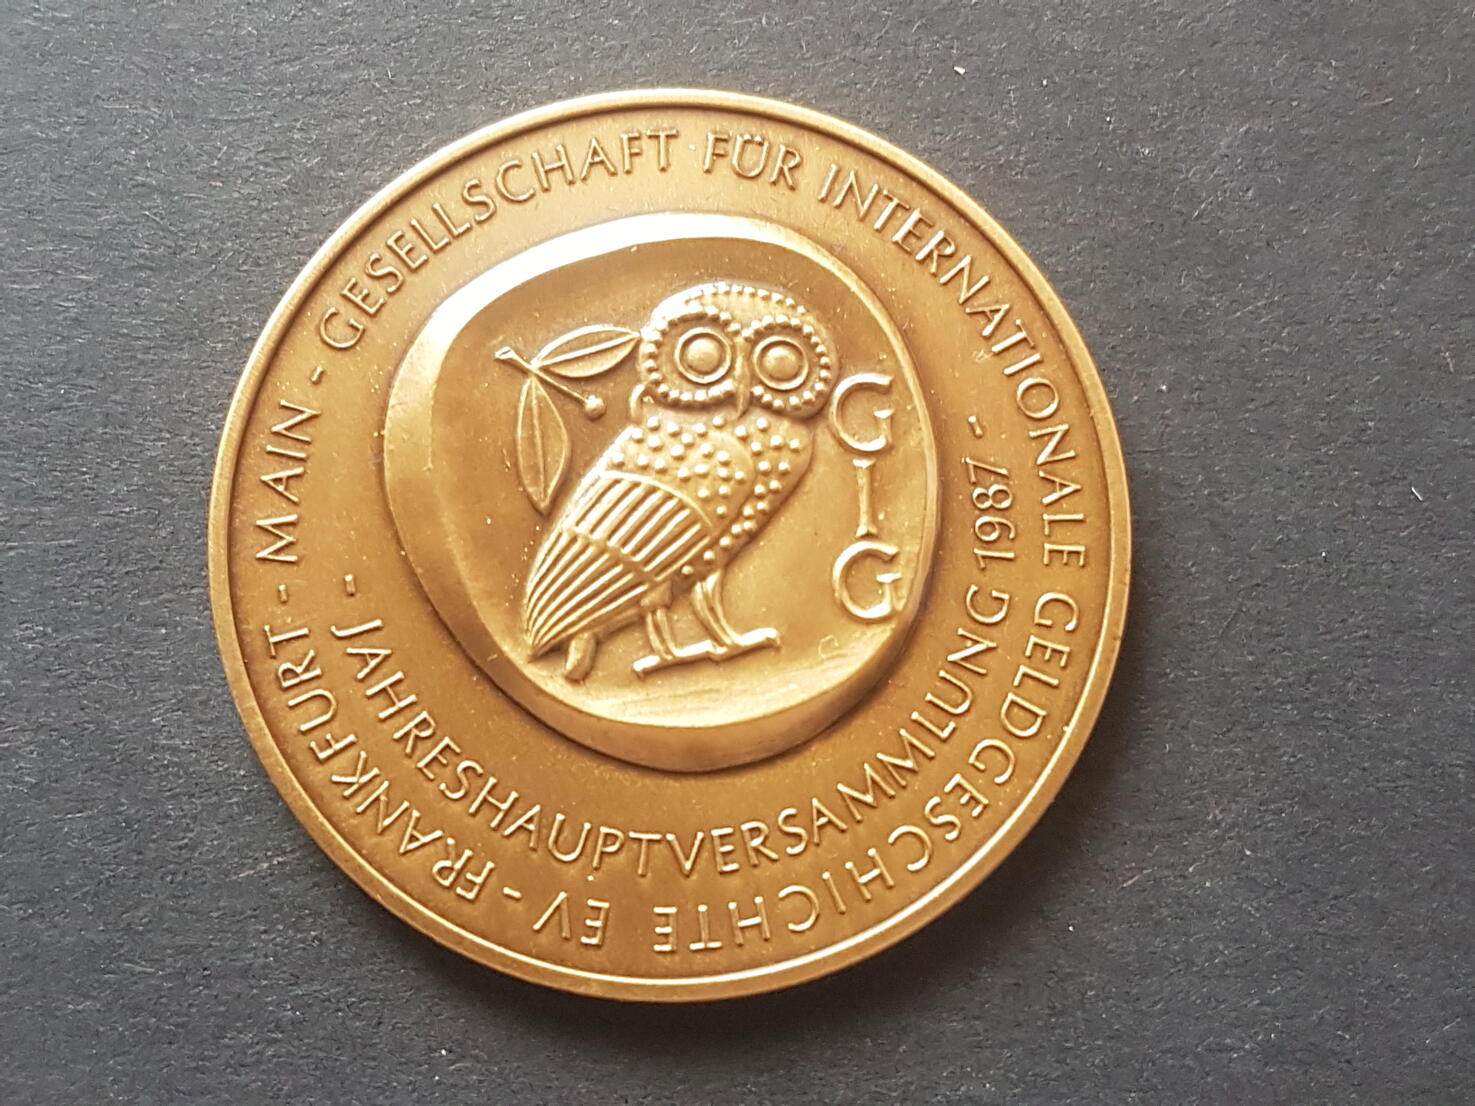 GESELLSCHAFT FÜR INTERNATIONALE GELDGESCHICHTE EV - FRANKFURT - MAIN -
- JAHRESHAUPTVERSAMMLUNG 1987 -
G
I
G